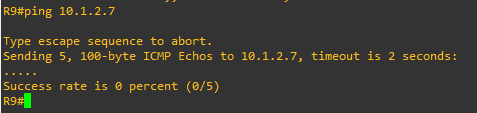 R9#ping 10.1.2.7
Type escape sequence to abort.
Sending 5, 100-byte ICMP Echos to 10.1.2.7, timeout is 2 seconds:
.....
Success rate is 0 percent (0/5)
R9#